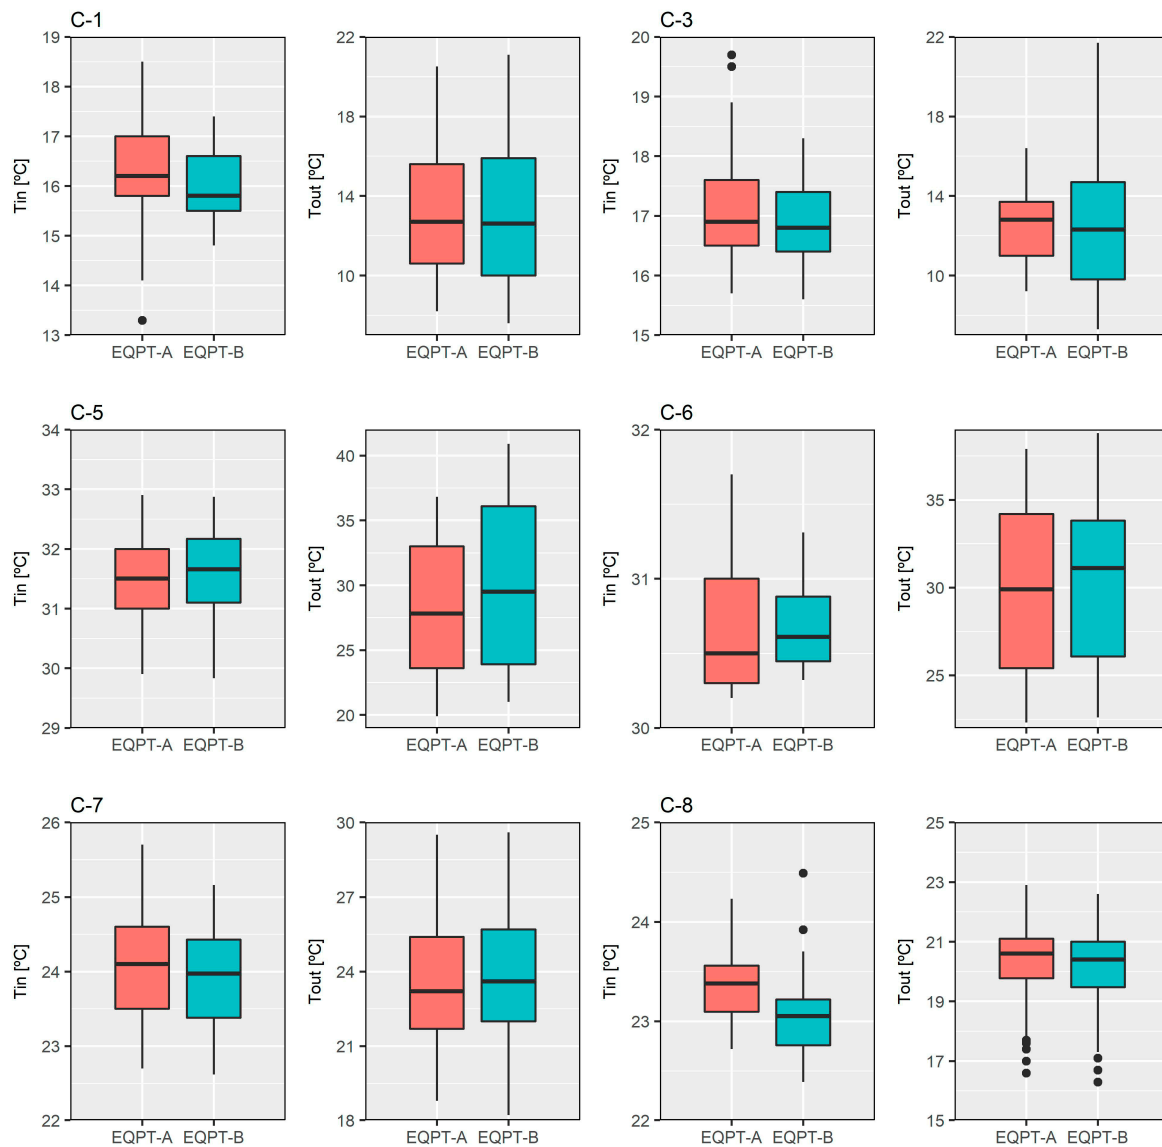 C-1
Tin [ºC]
19
18
17
16
15
14
13
EQPT-A EQPT-B
Tout [ºC]
22
18
14
10
EQPT-A EQPT-B
C-3
Tin [ºC]
20
19
18
17
16
15
EQPT-A EQPT-B
Tout [ºC]
22
18
14
10
EQPT-A EQPT-B
C-5
Tin [ºC]
34
33
32
31
30
29
EQPT-A EQPT-B
Tout [ºC]
40
35
30
25
20
EQPT-A EQPT-B
C-6
Tin [ºC]
32
31
30
EQPT-A EQPT-B
Tout [ºC]
35
30
25
EQPT-A EQPT-B
C-7
Tin [ºC]
26
25
24
23
22
EQPT-A EQPT-B
Tout [ºC]
30
27
24
21
18
EQPT-A EQPT-B
C-8
Tin [ºC]
25
24
23
22
EQPT-A EQPT-B
Tout [ºC]
25
23
21
19
17
15
EQPT-A EQPT-B